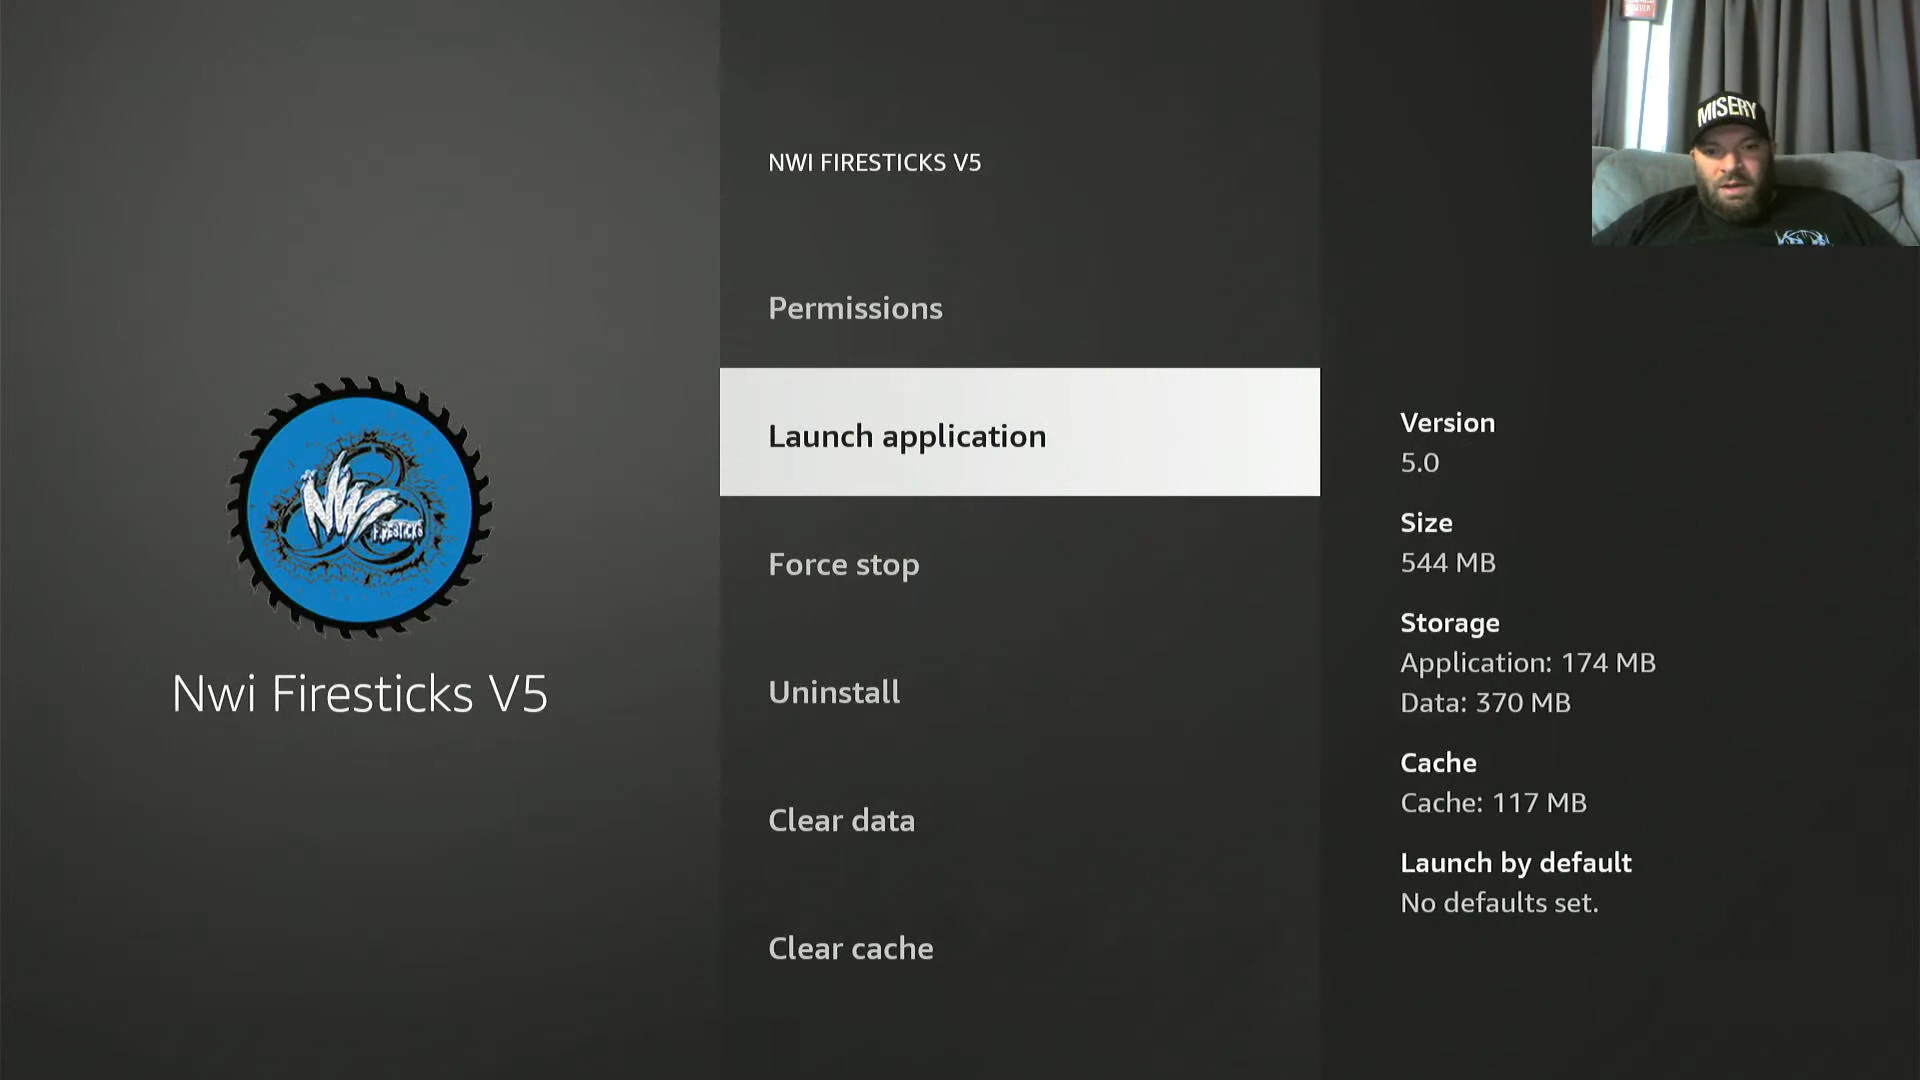 NWI FIRESTICKS V5
Permissions
Launch application
Force stop
Uninstall
Clear data
Clear cache
NWI
FIRESTICKS
Nwi Firesticks V5
MISERY
Version
5.0
Size
544 MB
Storage
Application: 174 MB
Data: 370 MB
Cache
Cache: 117 MB
Launch by default
No defaults set.